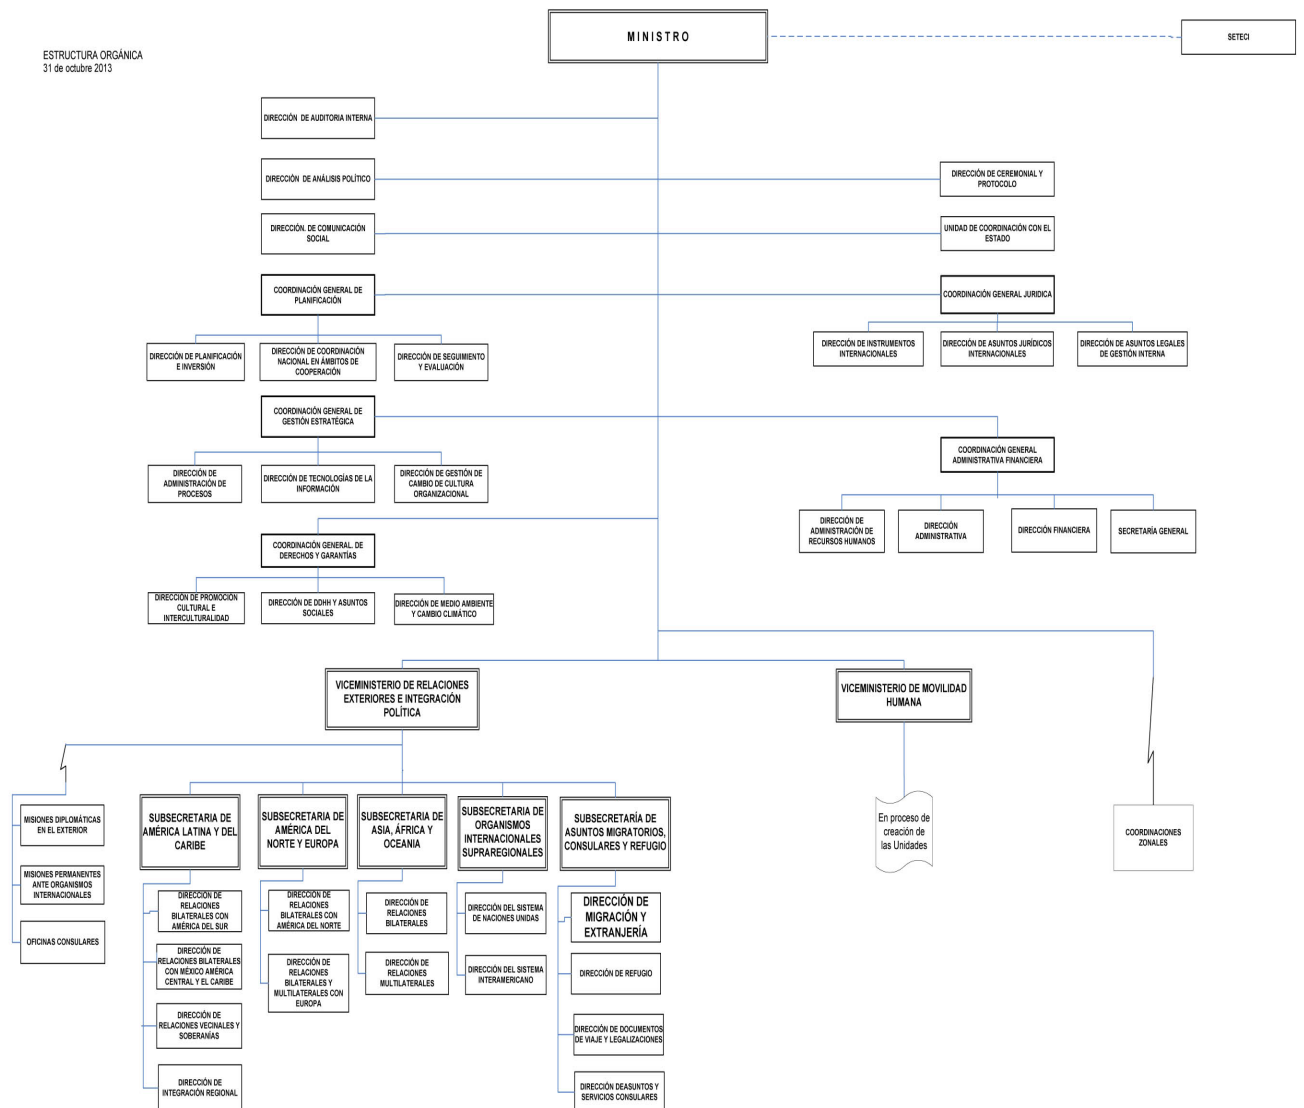 MINISTRO
SETECI
ESTRUCTURA ORGÁNICA
31 de octubre 2013
DIRECCIÓN DE AUDITORIA INTERNA
DIRECCIÓN DE ANÁLISIS POLÍTICO
DIRECCIÓN DE CEREMONIAL Y
PROTOCOLO
DIRECCIÓN. DE COMUNICACIÓN
SOCIAL
UNIDAD DE COORDINACIÓN CON EL
ESTADO
COORDINACIÓN GENERAL DE
PLANIFICACIÓN
COORDINACIÓN GENERAL JURIDICA
DIRECCIÓN DE PLANIFICACIÓN
E INVERSIÓN
DIRECCIÓN DE COORDINACIÓN
NACIONAL EN ÁMBITOS DE
COOPERACIÓN
DIRECCIÓN DE SEGUIMIENTO
Y EVALUACIÓN
DIRECCIÓN DE INSTRUMENTOS
INTERNACIONALES
DIRECCIÓN DE ASUNTOS JURÍDICOS
INTERNACIONALES
DIRECCIÓN DE ASUNTOS LEGALES
DE GESTIÓN INTERNA
COORDINACIÓN GENERAL DE
GESTIÓN ESTRATÉGICA
COORDINACIÓN GENERAL
ADMINISTRATIVA FINANCIERA
DIRECCIÓN DE
ADMINISTRACIÓN DE
PROCESOS
DIRECCIÓN DE TECNOLOGÍAS DE LA
INFORMACIÓN
DIRECCIÓN DE GESTIÓN DE
CAMBIO DE CULTURA
ORGANIZACIONAL
DIRECCIÓN DE
ADMINISTRACIÓN DE
RECURSOS HUMANOS
DIRECCIÓN
ADMINISTRATIVA
DIRECCIÓN FINANCIERA
SECRETARÍA GENERAL
COORDINACIÓN GENERAL. DE
DERECHOS Y GARANTÍAS
DIRECCIÓN DE PROMOCIÓN
CULTURAL E
INTERCULTURALIDAD
DIRECCIÓN DE DDHH Y ASUNTOS
SOCIALES
DIRECCIÓN DE MEDIO AMBIENTE
Y CAMBIO CLIMÁTICO
VICEMINISTERIO DE RELACIONES
EXTERIORES E INTEGRACIÓN
POLÍTICA
VICEMINISTERIO DE MOVILIDAD
HUMANA
MISIONES DIPLOMÁTICAS
EN EL EXTERIOR
MISIONES PERMANENTES
ANTE ORGANISMOS
INTERNACIONALES
OFICINAS CONSULARES
SUBSECRETARIA DE
AMÉRICA LATINA Y DEL
CARIBE
SUBSECRETARIA DE
AMÉRICA DEL
NORTE Y EUROPA
SUBSECRETARIA DE
ASIA, ÁFRICA Y
OCEANIA
SUBSECRETARIA DE
ORGANISMOS
INTERNACIONALES
SUPRAREGIONALES
SUBSECRETARÍA DE
ASUNTOS MIGRATORIOS,
CONSULARES Y REFUGIO
En proceso de
creación de
las Unidades
COORDINACIONES
ZONALES
DIRECCIÓN DE
RELACIONES
BILATERALES CON
AMÉRICA DEL SUR
DIRECCIÓN DE
RELACIONES BILATERALES
CON MÉXICO AMÉRICA
CENTRAL Y EL CARIBE
DIRECCIÓN DE
RELACIONES VECINALES Y
SOBERANÍAS
DIRECCIÓN DE
INTEGRACIÓN REGIONAL
DIRECCIÓN DE
RELACIONES
BILATERALES CON
AMÉRICA DEL NORTE
DIRECCIÓN DE
RELACIONES
BILATERALES Y
MULTILATERALES CON
EUROPA
DIRECCIÓN DE
RELACIONES
BILATERALES
DIRECCIÓN DE
RELACIONES
MULTILATERALES
DIRECCIÓN DEL SISTEMA
DE NACIONES UNIDAS
DIRECCIÓN DEL SISTEMA
INTERAMERICANO
DIRECCIÓN DE
MIGRACIÓN Y
EXTRANJERÍA
DIRECCIÓN DE REFUGIO
DIRECCIÓN DE DOCUMENTOS
DE VIAJE Y LEGALIZACIONES
DIRECCIÓN DEASUNTOS Y
SERVICIOS CONSULARES